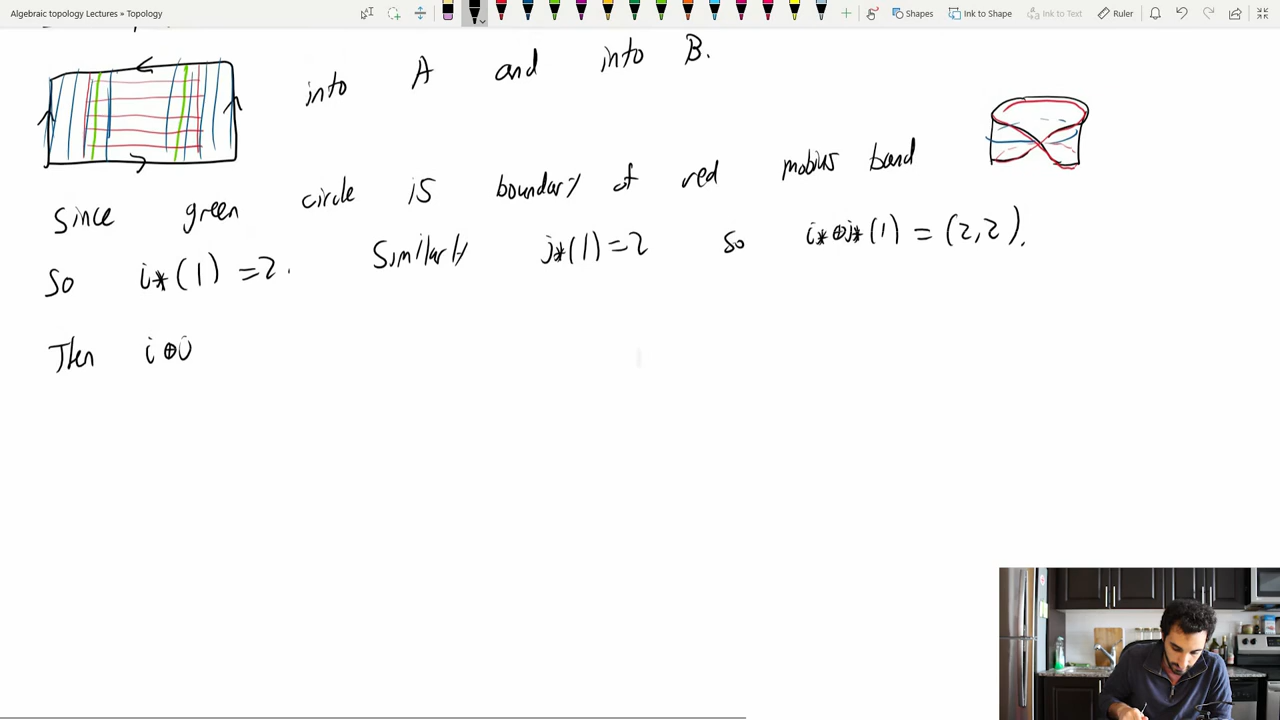 Algebraic topology Lectures » Topology
Shapes
Ink to Shape
Ink to Text
Ruler
into A and into B.
Since green circle is boundary of red mobius band
So i*(1) = 2. Similarly j*(1) = 2 so i*⊕j*(1) = (2,2).
Then i⊕